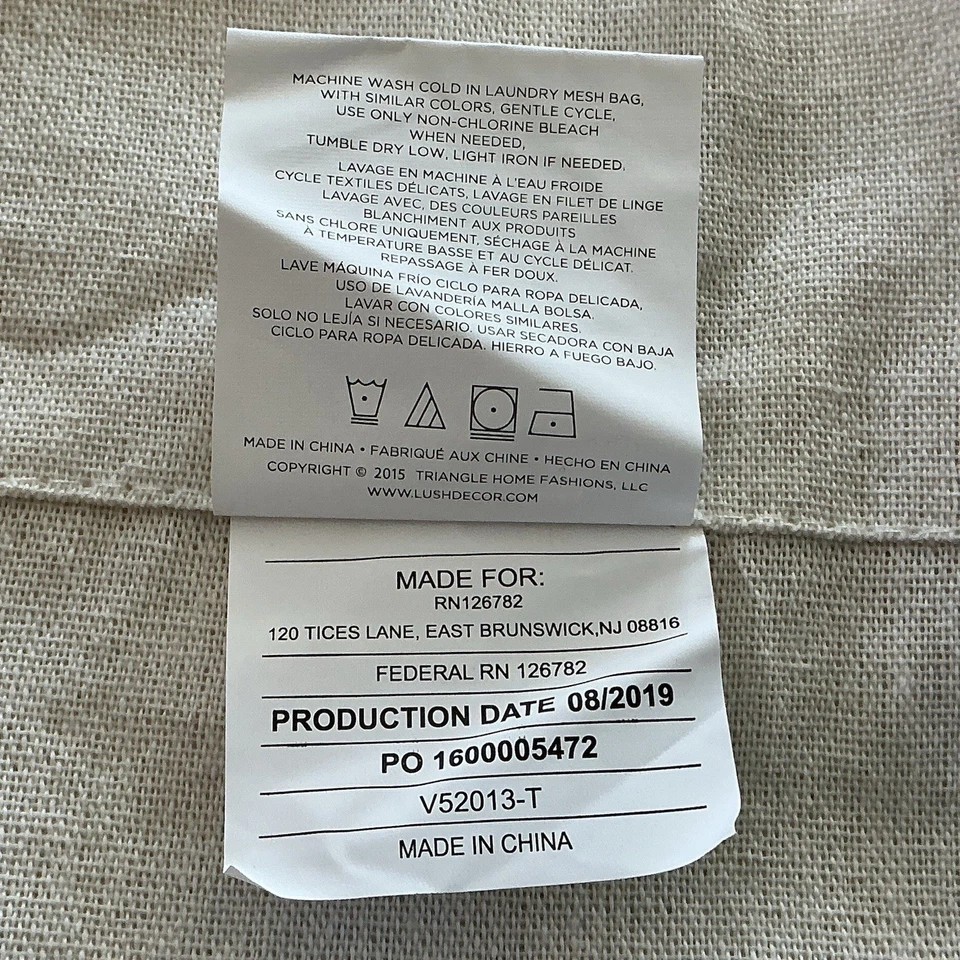 MACHINE WASH COLD IN LAUNDRY MESH BAG,
WITH SIMILAR COLORS, GENTLE CYCLE,
USE ONLY NON-CHLORINE BLEACH
WHEN NEEDED,
TUMBLE DRY LOW, LIGHT IRON IF NEEDED.
LAVAGE EN MACHINE À L'EAU FROIDE
CYCLE TEXTILES DÉLICATS, LAVAGE EN FILET DE LINGE
LAVAGE AVEC, DES COULEURS PAREILLES
BLANCHIMENT AUX PRODUITS
SANS CHLORE UNIQUEMENT, SÉCHAGE À LA MACHINE
À TEMPERATURE BASSE ET AU CYCLE DÉLICAT.
REPASSAGE À FER DOUX.
LAVE MÁQUINA FRÍO CICLO PARA ROPA DELICADA,
USO DE LAVANDERÍA MALLA BOLSA.
LAVAR CON COLORES SIMILARES.
SOLO NO LEJÍA SI NECESARIO. USAR SECADORA CON BAJA
CICLO PARA ROPA DELICADA. HIERRO A FUEGO BAJO.
MADE IN CHINA • FABRIQUÉ AUX CHINE • HECHO EN CHINA
COPYRIGHT © 2015 TRIANGLE HOME FASHIONS, LLC
WWW.LUSHDECOR.COM
MADE FOR:
RN126782
120 TICES LANE, EAST BRUNSWICK,NJ 08816
FEDERAL RN 126782
PRODUCTION DATE 08/2019
PO 1600005472
V52013-T
MADE IN CHINA